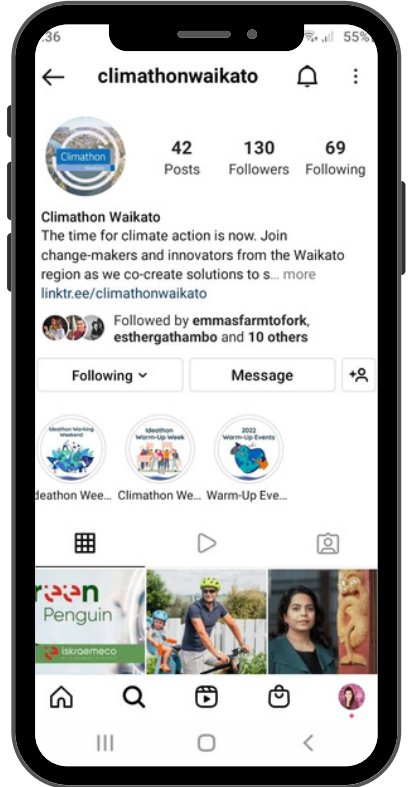 :36
55%
climathonwaikato
Climathon
42
Posts
130
Followers
69
Following
Climathon Waikato
The time for climate action is now. Join
change-makers and innovators from the Waikato
region as we co-create solutions to s... more
linktr.ee/climathonwaikato
Followed by emmasfarmtofork,
esthergathambo and 10 others
Following
Message
Ideathon Working
Weekend
Ideathon
Warm-Up Week
2022
Warm-Up Events
deathon Wee...
Climathon We...
Warm-Up Eve...
reen
Penguin
iskraemeco